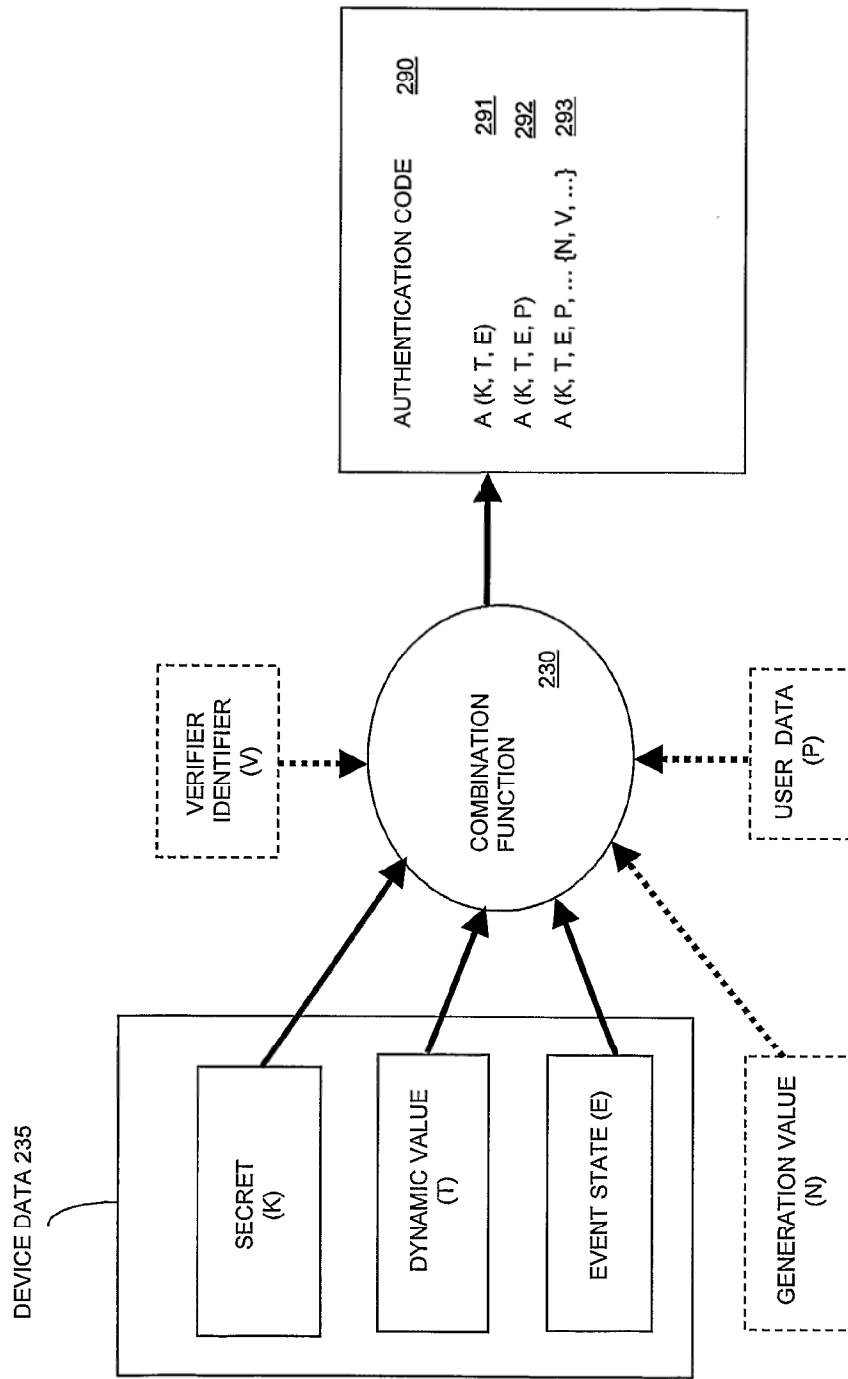 DEVICE DATA 235
SECRET
(K)
DYNAMIC VALUE
(T)
EVENT STATE (E)
GENERATION VALUE
(N)
VERIFIER
IDENTIFIER
(V)
COMBINATION
FUNCTION
230
USER DATA
(P)
AUTHENTICATION CODE 290
A (K, T, E) 291
A (K, T, E, P) 292
A (K, T, E, P, ... {N, V, ...} 293